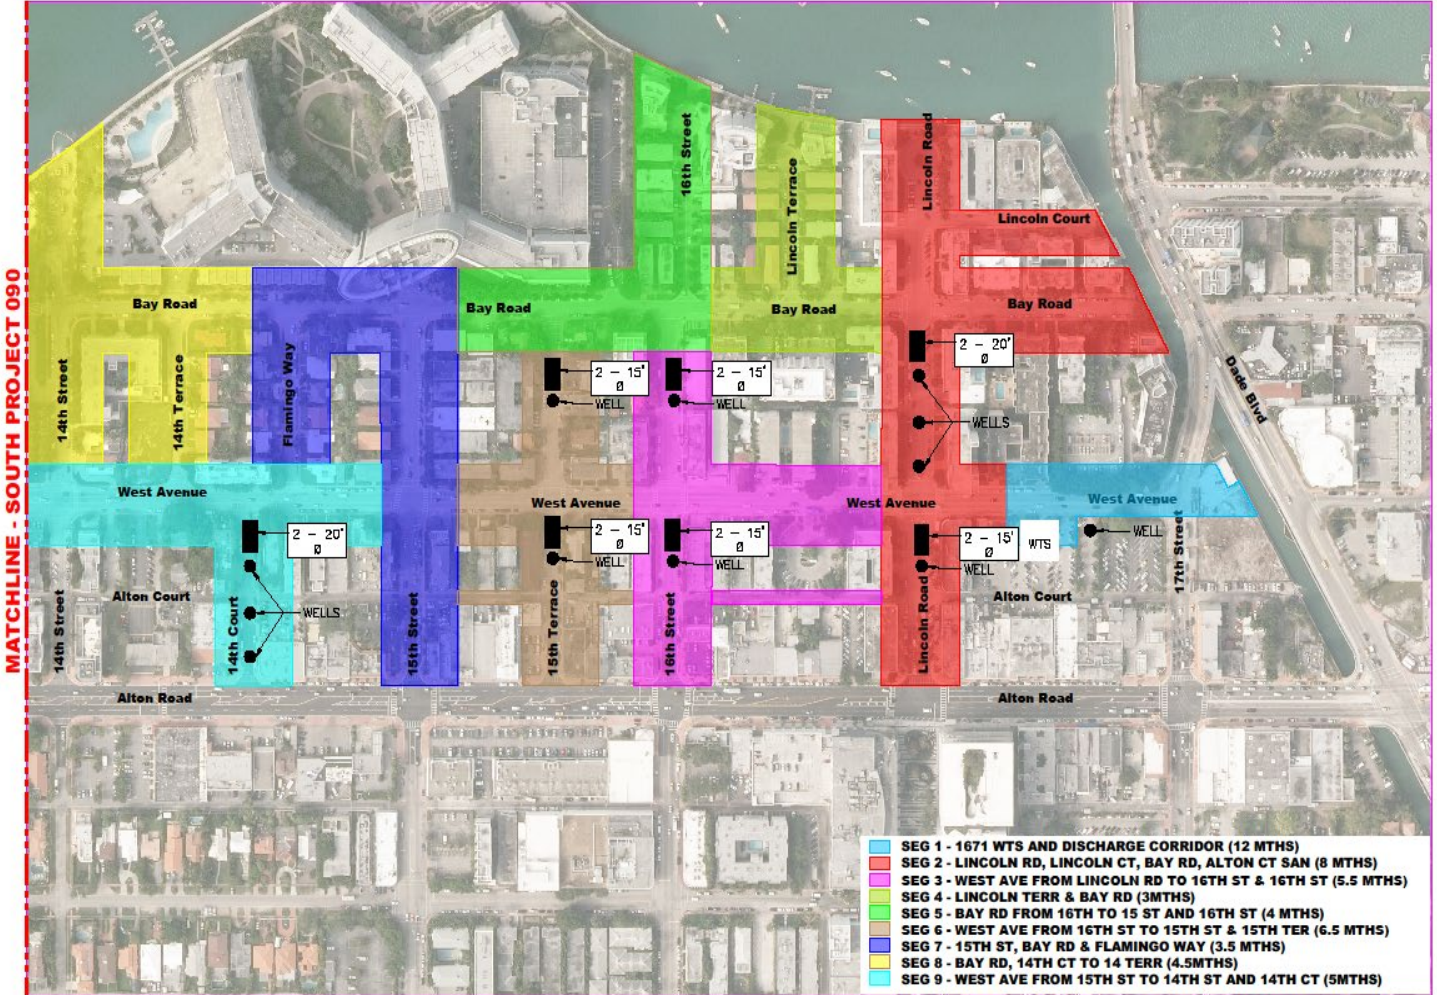 MATCHLINE - SOUTH PROJECT 090
16th Street
Lincoln Terrace
Lincoln Road
Lincoln Court
Bay Road
Bay Road
Bay Road
Bay Road
14th Street
14th Terrace
Flamingo Way
2 - 15' Ø
WELL
2 - 15' Ø
WELL
2 - 20' Ø
WELLS
Dade Blvd
West Avenue
West Avenue
West Avenue
West Avenue
2 - 20' Ø
WELLS
2 - 15' Ø
WELL
2 - 15' Ø
WELL
2 - 15' Ø
WELL
WTS
WELL
17th Street
14th Street
Alton Court
14th Court
15th Street
15th Terrace
16th Street
Lincoln Road
Alton Court
Alton Road
Alton Road
SEG 1 - 1671 WTS AND DISCHARGE CORRIDOR (12 MTHS)
SEG 2 - LINCOLN RD, LINCOLN CT, BAY RD, ALTON CT SAN (8 MTHS)
SEG 3 - WEST AVE FROM LINCOLN RD TO 16TH ST & 16TH ST (5.5 MTHS)
SEG 4 - LINCOLN TERR & BAY RD (3MTHS)
SEG 5 - BAY RD FROM 16TH TO 15 ST AND 16TH ST (4 MTHS)
SEG 6 - WEST AVE FROM 16TH ST TO 15TH ST & 15TH TER (6.5 MTHS)
SEG 7 - 15TH ST, BAY RD & FLAMINGO WAY (3.5 MTHS)
SEG 8 - BAY RD, 14TH CT TO 14 TERR (4.5MTHS)
SEG 9 - WEST AVE FROM 15TH ST TO 14TH ST AND 14TH CT (5MTHS)